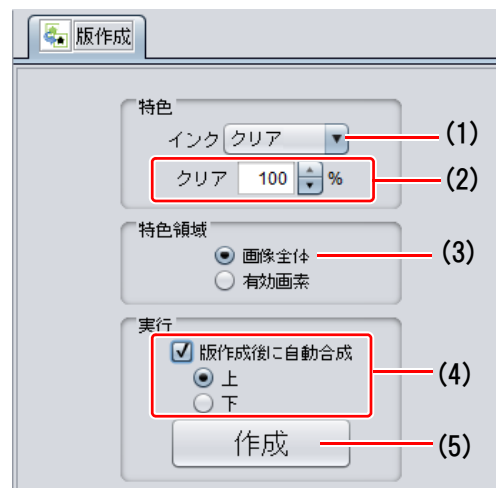 版作成
特色
インク クリア (1)
クリア 100 % (2)
特色領域
画像全体 (3)
有効画素
実行
版作成後に自動合成
上 (4)
下
作成 (5)